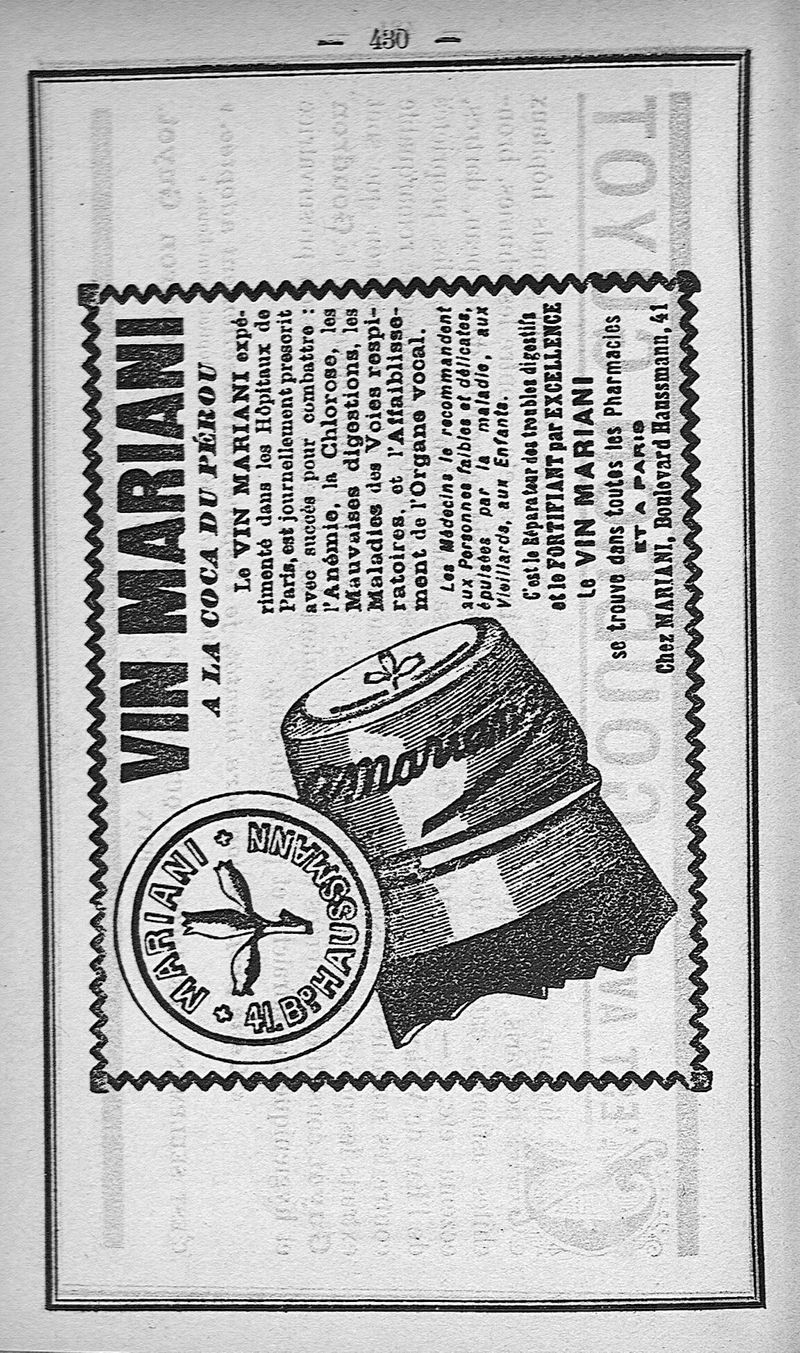 — 430 —
VIN MARIANI
A LA COCA DU PÉROU
Le VIN MARIANI expé-
rimenté dans les Hôpitaux de
Paris, est journellement prescrit
avec succès pour combattre :
l'Anémie, la Chlorose, les
Mauvaises digestions, les
Maladies des Voies respi-
ratoires, et l'Affaiblisse-
ment de l'Organe vocal.
Les Médecins le recommandent
aux Personnes faibles et délicates,
épuisées par la maladie, aux
Vieillards, aux Enfants.
C'est le Réparateur des troubles digestifs
et le FORTIFIANT par EXCELLENCE
Le VIN MARIANI
se trouve dans toutes les Pharmacies
ET A PARIS
Chez MARIANI, Boulevard Haussmann, 41
MARIANI
41. Bd HAUSSMANN
Mariani